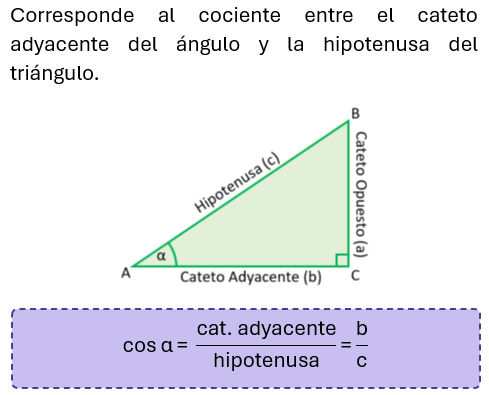 Corresponde al cociente entre el cateto
adyacente del ángulo y la hipotenusa del
triángulo.
B
Hipotenusa (c)
Cateto Opuesto (a)
α
A
Cateto Adyacente (b)
C
cos α = cat. adyacente / hipotenusa = b / c